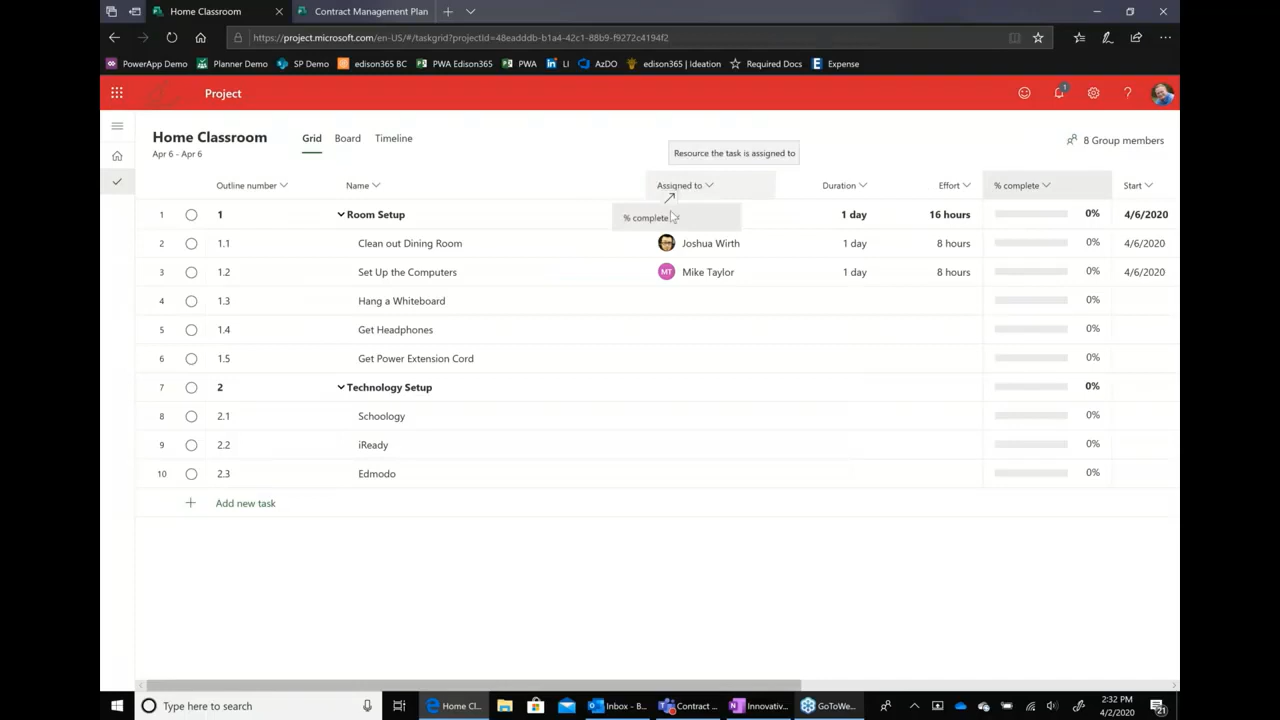 Home Classroom
Contract Management Plan
https://project.microsoft.com/en-US/#/taskgrid?projectid=48eadddb-b1a4-42c1-88b9-f9272c4194f2
PowerApp Demo
Planner Demo
SP Demo
edison365 BC
PWA Edison365
PWA
LI
AzDO
edison365 | Ideation
Required Docs
Expense
Project
1
Home Classroom
Grid
Board
Timeline
8 Group members
Apr 6 - Apr 6
Resource the task is assigned to
Outline number
Name
Assigned to
Duration
Effort
% complete
Start
% complete
1 1 Room Setup 1 day 16 hours 0% 4/6/2020
2 1.1 Clean out Dining Room Joshua Wirth 1 day 8 hours 0% 4/6/2020
3 1.2 Set Up the Computers MT Mike Taylor 1 day 8 hours 0% 4/6/2020
4 1.3 Hang a Whiteboard 0%
5 1.4 Get Headphones 0%
6 1.5 Get Power Extension Cord 0%
7 2 Technology Setup 0%
8 2.1 Schoology 0%
9 2.2 iReady 0%
10 2.3 Edmodo 0%
Add new task
Type here to search
Home Cl...
Inbox - B...
Contract ...
Innovativ...
GoToWe...
2:32 PM
4/2/2020
21